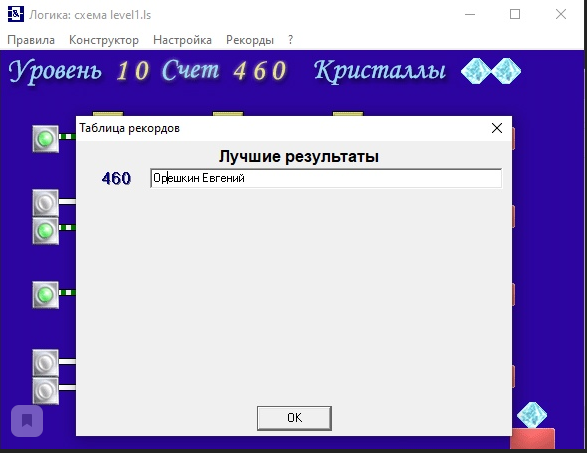 Логика: схема level1.ls
Правила Конструктор Настройка Рекорды ?
Уровень 10 Счет 460 Кристаллы
Таблица рекордов
Лучшие результаты
460 Орешкин Евгений
OK